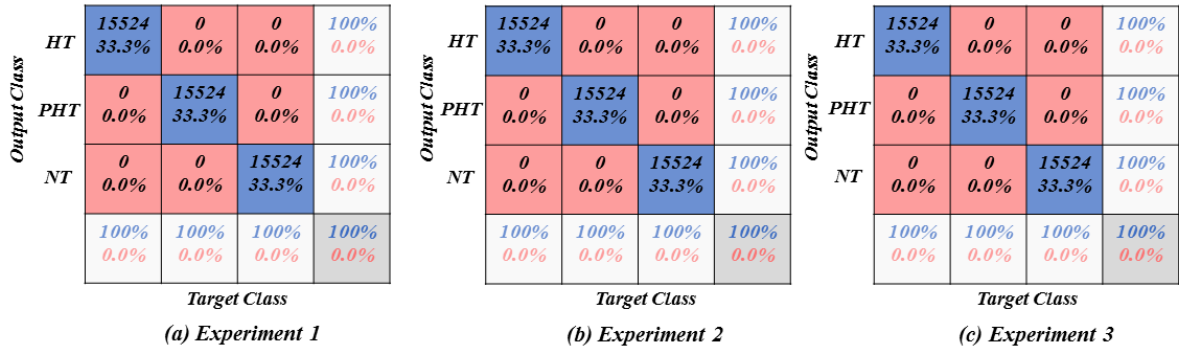 Output Class
HT
PHT
NT
15524 0 0 100%
33.3% 0.0% 0.0% 0.0%
0 15524 0 100%
0.0% 33.3% 0.0% 0.0%
0 0 15524 100%
0.0% 0.0% 33.3% 0.0%
100% 100% 100% 100%
0.0% 0.0% 0.0% 0.0%
Target Class
(a) Experiment 1
Output Class
HT
PHT
NT
15524 0 0 100%
33.3% 0.0% 0.0% 0.0%
0 15524 0 100%
0.0% 33.3% 0.0% 0.0%
0 0 15524 100%
0.0% 0.0% 33.3% 0.0%
100% 100% 100% 100%
0.0% 0.0% 0.0% 0.0%
Target Class
(b) Experiment 2
Output Class
HT
PHT
NT
15524 0 0 100%
33.3% 0.0% 0.0% 0.0%
0 15524 0 100%
0.0% 33.3% 0.0% 0.0%
0 0 15524 100%
0.0% 0.0% 33.3% 0.0%
100% 100% 100% 100%
0.0% 0.0% 0.0% 0.0%
Target Class
(c) Experiment 3